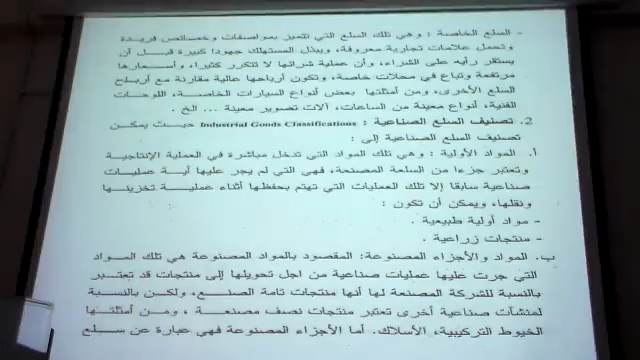 - السلع الخاصة : وهي تلك السلع التي تتميز بمواصفات وخصائص فريدة
وتحمل علامات تجارية معروفة، ويبذل المستهلك جهودا كبيرة قبل أن
يستقر رأيه على الشراء، وأن عملية شرائها لا تتكرر كثيراء، وأسعارها
مرتفعة وتباع في محلات خاصة، وتكون أرباحها عالية مقارنة مع أرباح
السلع الأخرى، ومن أمثلتها بعض أنواع السيارات الخاصة، اللوحات
الفنية، أنواع معينة من الساعات، آلات تصوير معينة ... الخ .
2. تصنيف السلع الصناعية : Industrial Goods Classifications حيث يمكن
تصنيف السلع الصناعية إلى :
أ. المواد الأولية : وهي تلك المواد التي تدخل مباشرة في العملية الإنتاجية
وتعتبر جزءا من السلعة المصنعة، فهي التي لم يجر عليها أية عمليات
صناعية سابقا إلا تلك العمليات التي تهتم بحفظها أثناء عملية تخزينها
ونقلها، ويمكن أن تكون :
- مواد أولية طبيعية .
- منتجات زراعية .
ب. المواد والأجزاء المصنوعة: المقصود بالمواد المصنوعة هي تلك المواد
التي جرت عليها عمليات صناعية من اجل تحويلها إلى منتجات قد تعتبر
بالنسبة للشركة المصنعة لها أنها منتجات تامة الصنع، ولكن بالنسبة
لمنشآت صناعية أخرى تعتبر منتجات نصف مصنعة ، ومن أمثلتها
الخيوط التركيبية، الأسلاك. أما الأجزاء المصنوعة فهي عبارة عن سلع